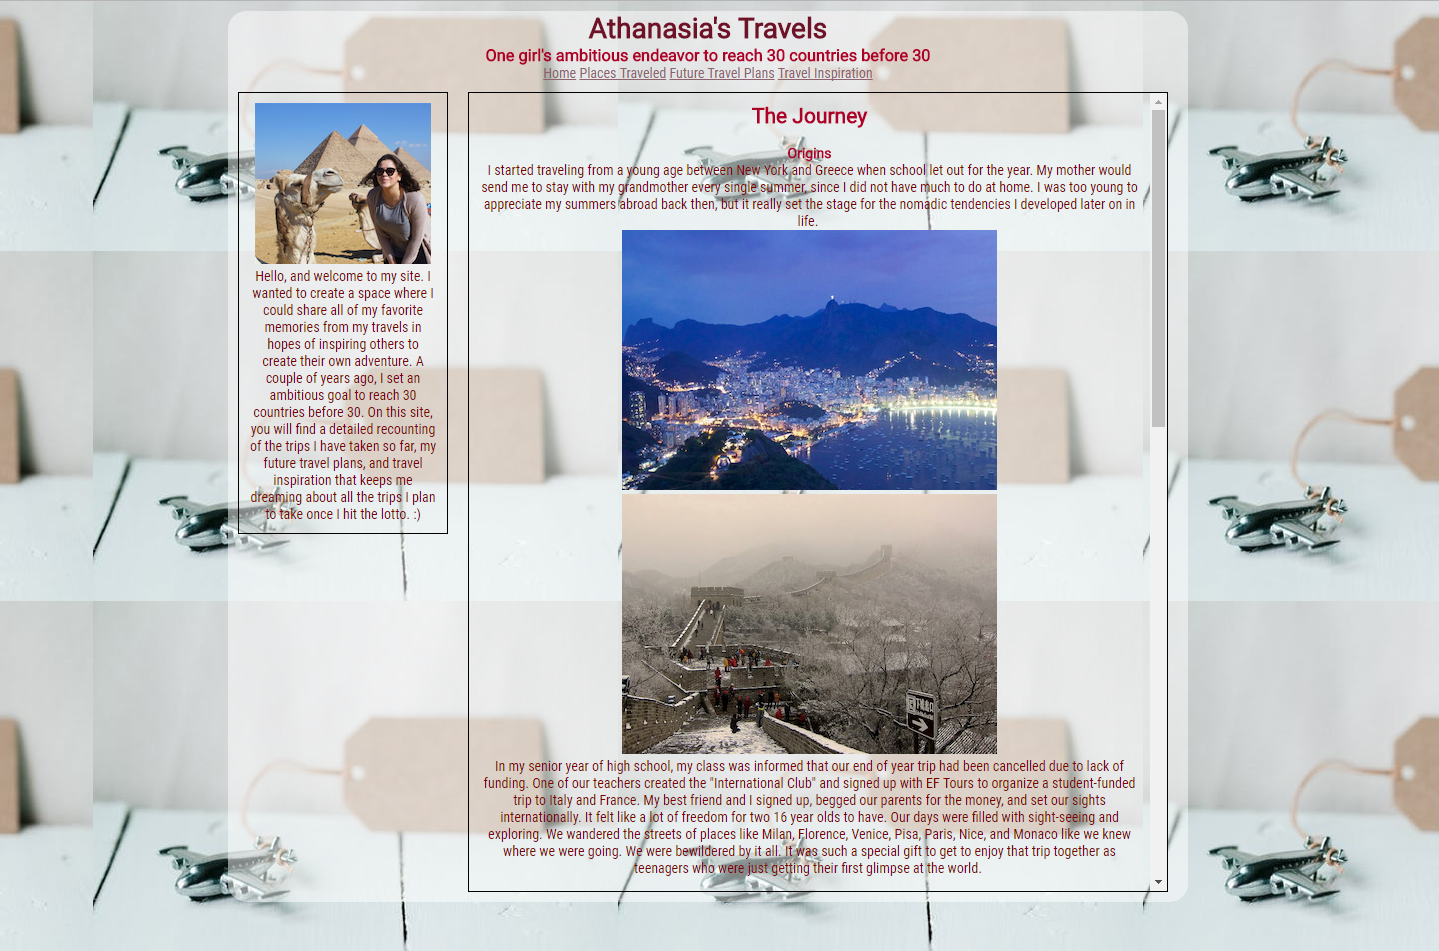 Athanasia's Travels
One girl's ambitious endeavor to reach 30 countries before 30
Home Places Traveled Future Travel Plans Travel Inspiration
Hello, and welcome to my site. I
wanted to create a space where I
could share all of my favorite
memories from my travels in
hopes of inspiring others to
create their own adventure. A
couple of years ago, I set an
ambitious goal to reach 30
countries before 30. On this site,
you will find a detailed recounting
of the trips I have taken so far, my
future travel plans, and travel
inspiration that keeps me
dreaming about all the trips I plan
to take once I hit the lotto. :)
The Journey
Origins
I started traveling from a young age between New York and Greece when school let out for the year. My mother would
send me to stay with my grandmother every single summer, since I did not have much to do at home. I was too young to
appreciate my summers abroad back then, but it really set the stage for the nomadic tendencies I developed later on in
life.
In my senior year of high school, my class was informed that our end of year trip had been cancelled due to lack of
funding. One of our teachers created the "International Club" and signed up with EF Tours to organize a student-funded
trip to Italy and France. My best friend and I signed up, begged our parents for the money, and set our sights
internationally. It felt like a lot of freedom for two 16 year olds to have. Our days were filled with sight-seeing and
exploring. We wandered the streets of places like Milan, Florence, Venice, Pisa, Paris, Nice, and Monaco like we knew
where we were going. We were bewildered by it all. It was such a special gift to get to enjoy that trip together as
teenagers who were just getting their first glimpse at the world.